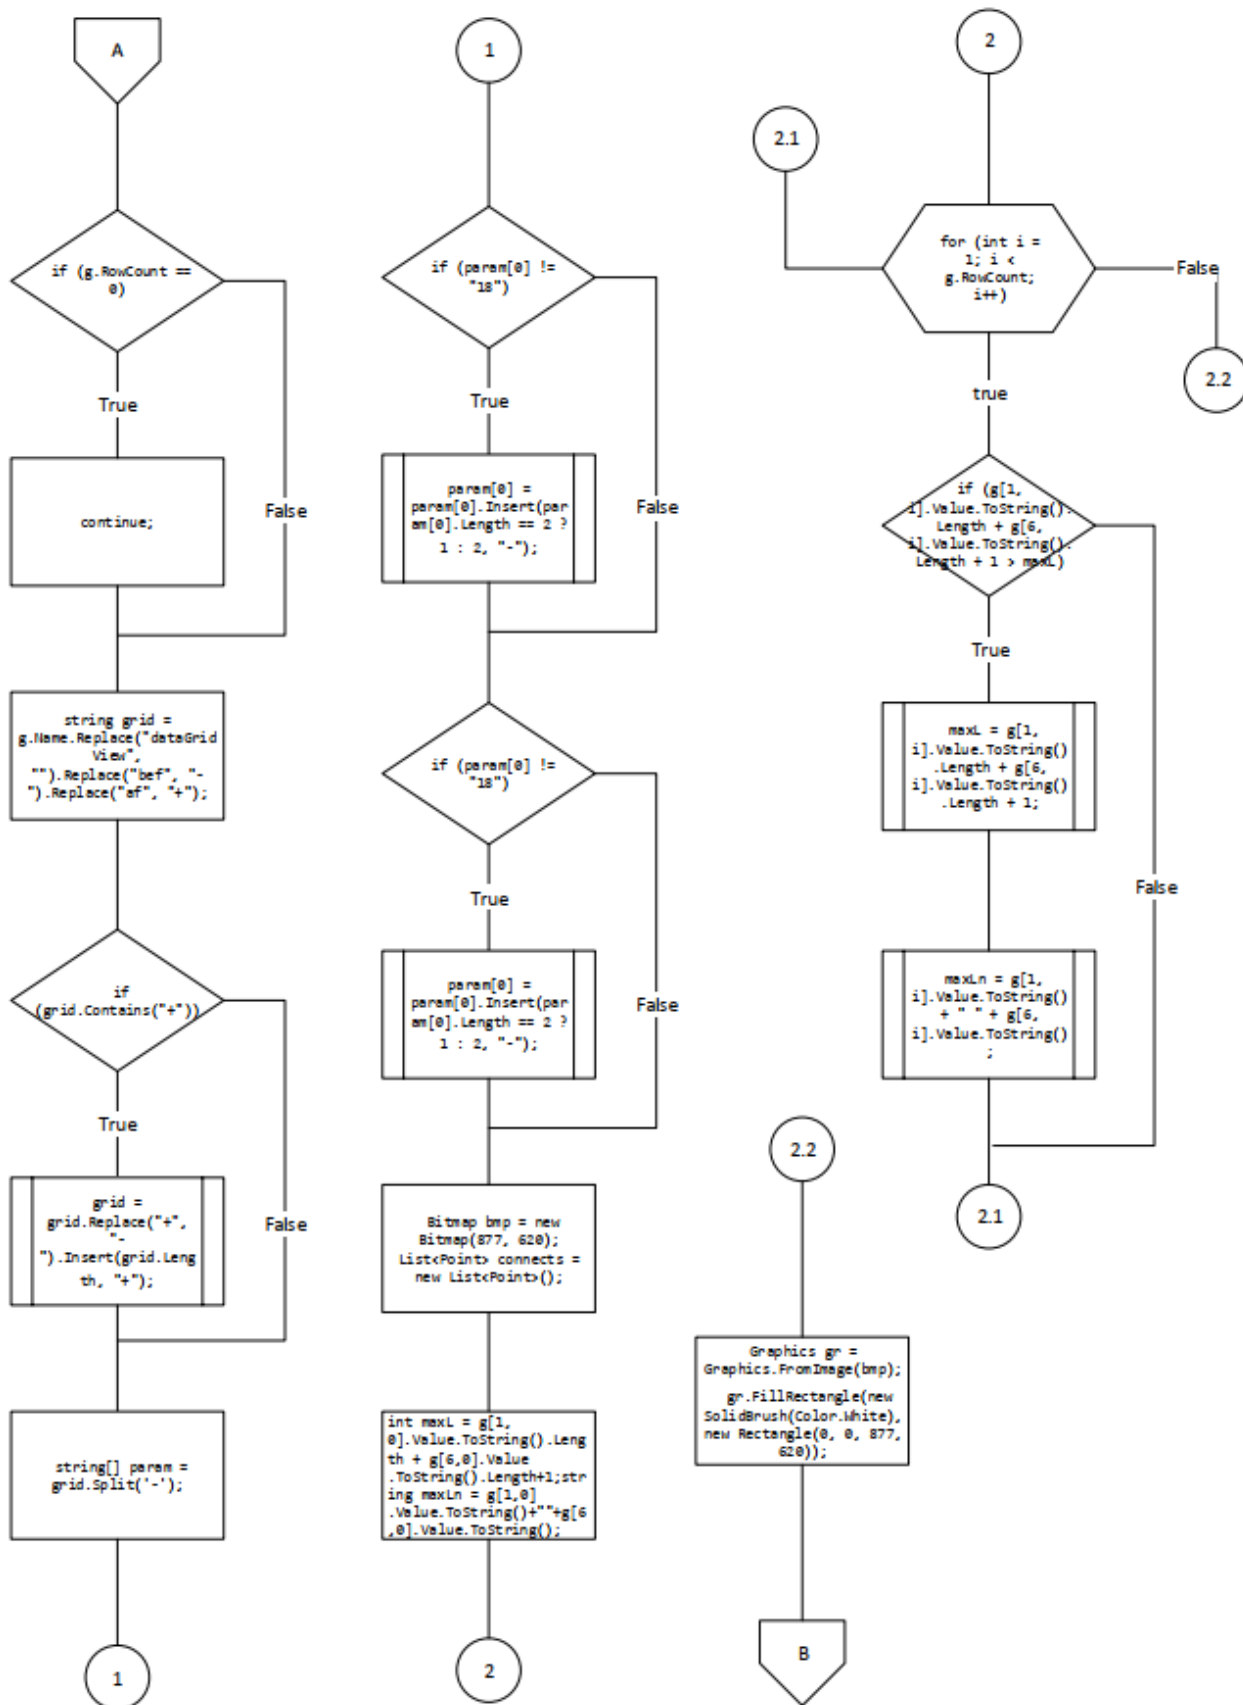 A
if (g.RowCount ==
0)
True
continue;
False
string grid =
g.Name.Replace("dataGrid
View",
"").Replace("bef", "-
").Replace("af", "+");
if
(grid.Contains("+"))
True
grid =
grid.Replace("+",
"-
").Insert(grid.Leng
th, "+");
False
string[] param =
grid.Split('-');
1
1
if (param[0] !=
"18")
True
param[0] =
param[0].Insert(par
am[0].Length == 2 ?
1 : 2, "-");
False
if (param[0] !=
"18")
True
param[0] =
param[0].Insert(par
am[0].Length == 2 ?
1 : 2, "-");
False
Bitmap bmp = new
Bitmap(877, 620);
List<Point> connects =
new List<Point>();
int maxL = g[1,
0].Value.ToString().Leng
th + g[6,0].Value
.ToString().Length+1;str
ing maxLn = g[1,0]
.Value.ToString()+""+g[6
,0].Value.ToString();
2
2
2.1
for (int i =
1; i <
g.RowCount;
i++)
False
2.2
true
if (g[1,
i].Value.ToString().
Length + g[6,
i].Value.ToString().
Length + 1 > maxL)
True
maxL = g[1,
i].Value.ToString()
.Length + g[6,
i].Value.ToString()
.Length + 1;
False
maxLn = g[1,
i].Value.ToString()
+ " " + g[6,
i].Value.ToString()
;
2.1
2.2
Graphics gr =
Graphics.FromImage(bmp);
gr.FillRectangle(new
SolidBrush(Color.White),
new Rectangle(0, 0, 877,
620));
B